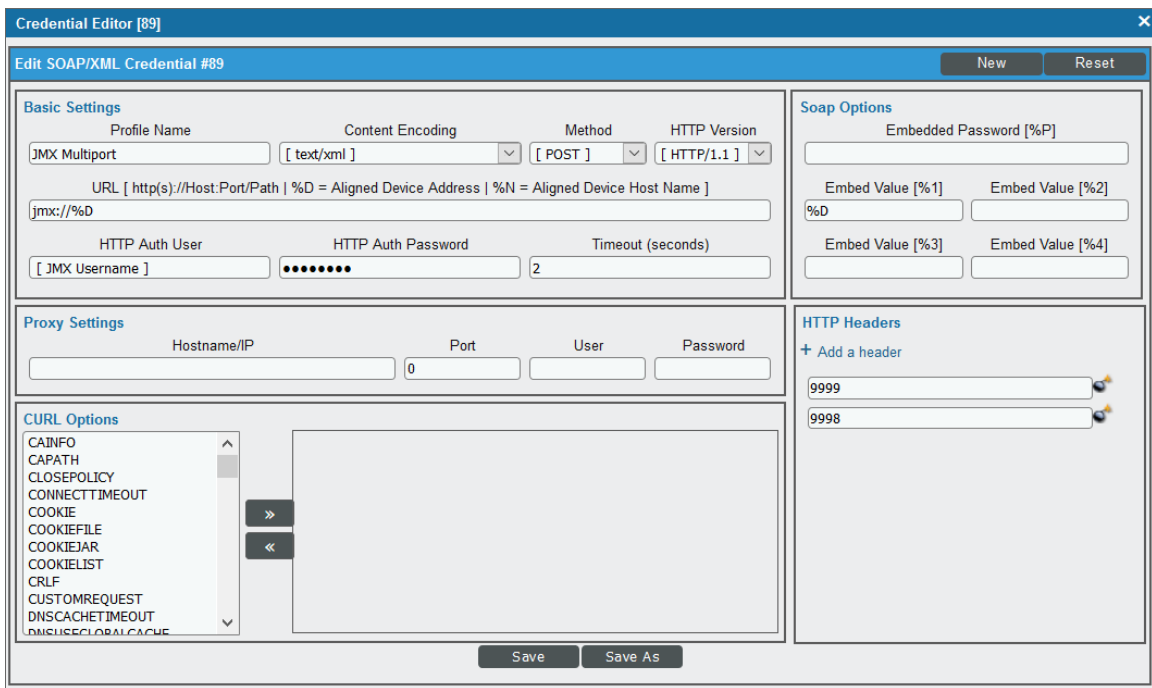 Credential Editor [89]
Edit SOAP/XML Credential #89 New Reset
Basic Settings
Profile Name Content Encoding Method HTTP Version
JMX Multiport [ text/xml ] [ POST ] [ HTTP/1.1 ]
URL [ http(s)://Host:Port/Path | %D = Aligned Device Address | %N = Aligned Device Host Name ]
jmx://%D
HTTP Auth User HTTP Auth Password Timeout (seconds)
[ JMX Username ] ●●●●●●●● 2
Soap Options
Embedded Password [%P]
Embed Value [%1] Embed Value [%2]
%D
Embed Value [%3] Embed Value [%4]
Proxy Settings
Hostname/IP Port User Password
0
HTTP Headers
+ Add a header
9999
9998
CURL Options
CAINFO
CAPATH
CLOSEPOLICY
CONNECTTIMEOUT
COOKIE
COOKIEFILE
COOKIEJAR
COOKIELIST
CRLF
CUSTOMREQUEST
DNSCACHETIMEOUT
DNSUSEGLOBALCACHE
»
«
Save Save As